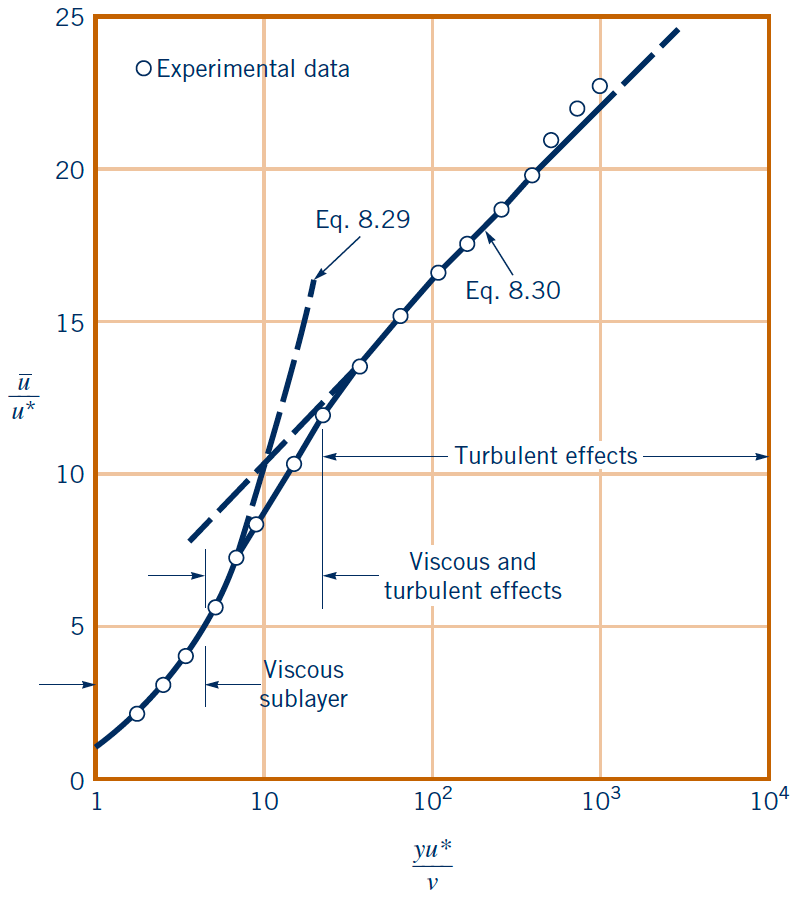 25
Experimental data
20
Eq. 8.29
Eq. 8.30
15
u̅
u*
10
Turbulent effects
Viscous and
turbulent effects
5
Viscous
sublayer
0
1 10 10² 10³ 10⁴
yu*
ν